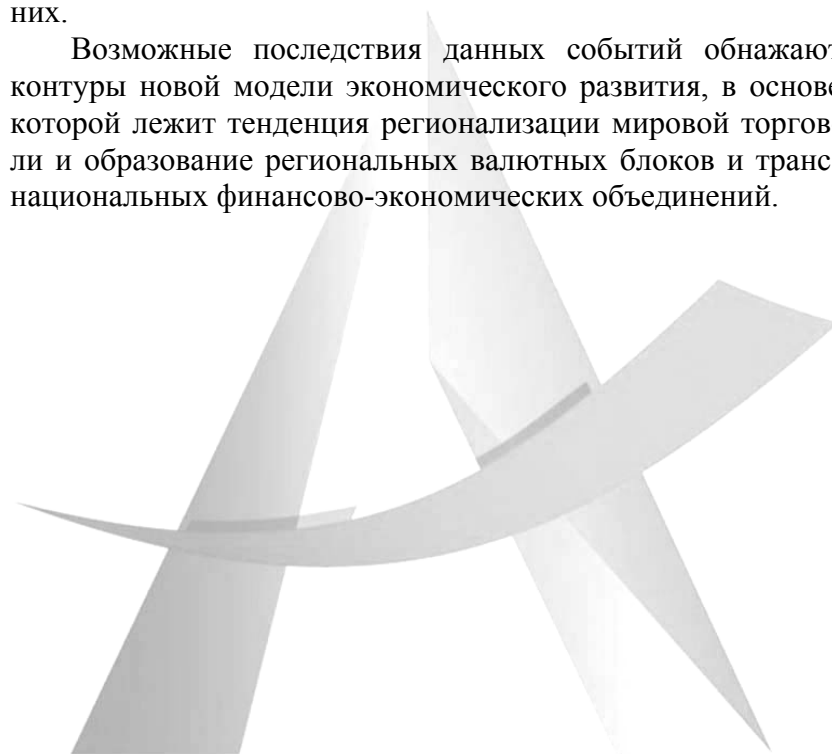 них.
Возможные последствия данных событий обнажают
контуры новой модели экономического развития, в основе
которой лежит тенденция регионализации мировой торгов-
ли и образование региональных валютных блоков и транс-
национальных финансово-экономических объединений.